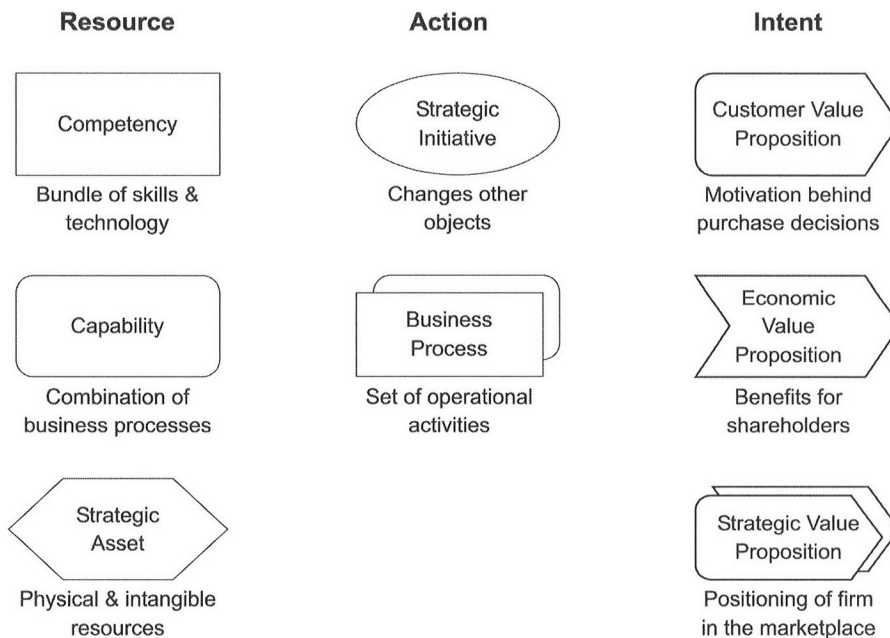 Resource
Action
Intent
Competency
Bundle of skills &
technology
Strategic
Initiative
Changes other
objects
Customer Value
Proposition
Motivation behind
purchase decisions
Capability
Combination of
business processes
Business
Process
Set of operational
activities
Economic
Value
Proposition
Benefits for
shareholders
Strategic
Asset
Physical & intangible
resources
Strategic Value
Proposition
Positioning of firm
in the marketplace